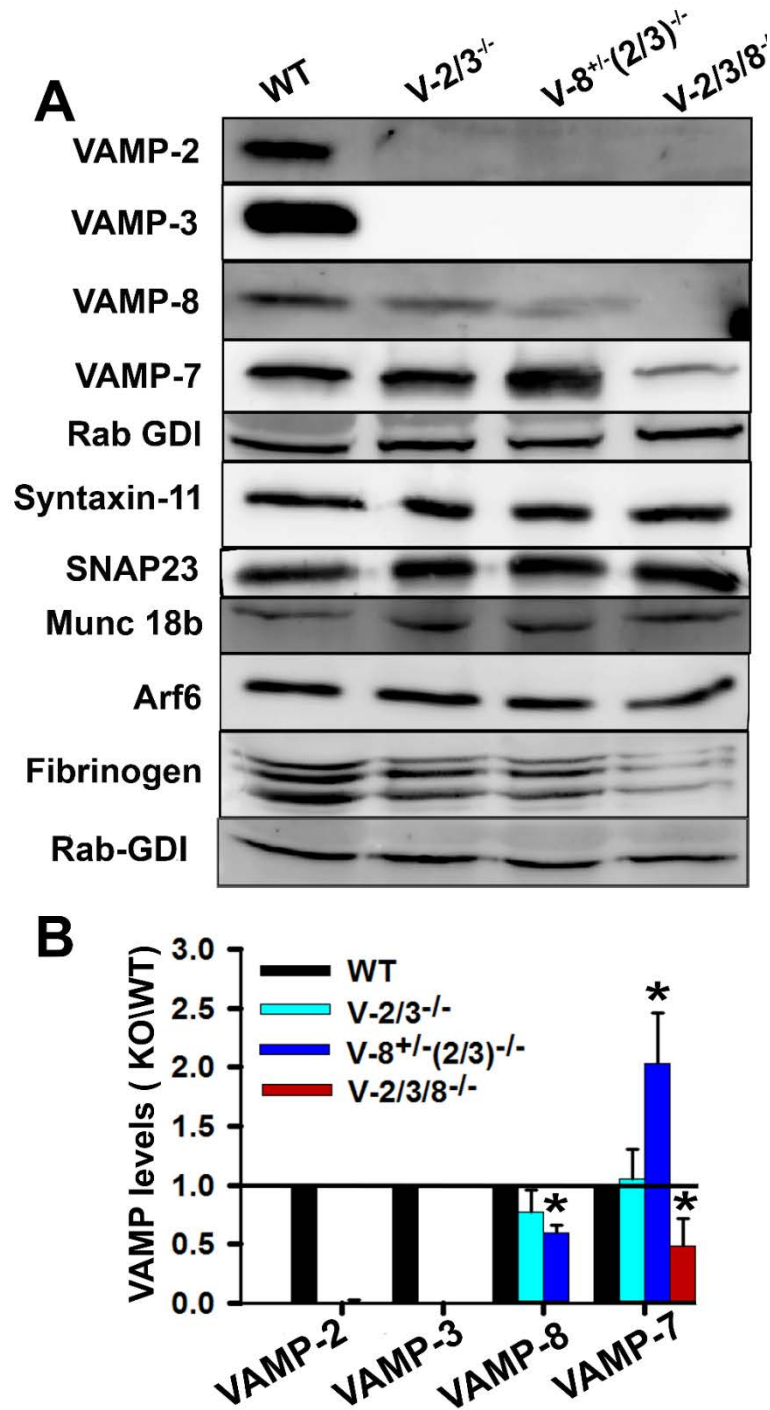 WT V-2/3-/- V-8+/-(2/3)-/- V-2/3/8-/
A
VAMP-2
VAMP-3
VAMP-8
VAMP-7
Rab GDI
Syntaxin-11
SNAP23
Munc 18b
Arf6
Fibrinogen
Rab-GDI
B
VAMP levels ( KO\WT)
3.0
2.5
2.0
1.5
1.0
0.5
0.0
WT
V-2/3-/-
V-8+/-(2/3)-/-
V-2/3/8-/-
* * *
VAMP-2 VAMP-3 VAMP-8 VAMP-7